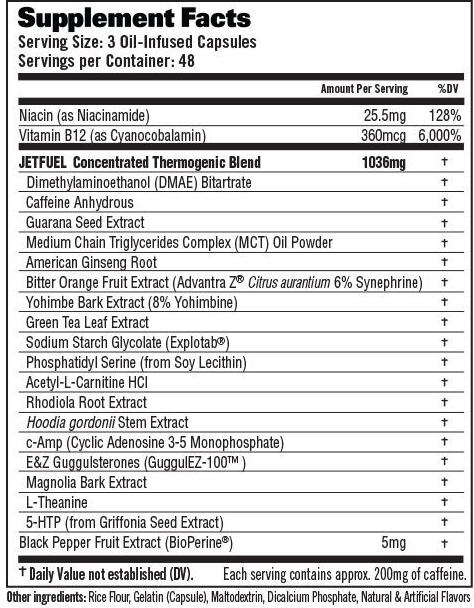 Supplement Facts
Serving Size: 3 Oil-Infused Capsules
Servings per Container: 48
Amount Per Serving %DV
Niacin (as Niacinamide) 25.5mg 128%
Vitamin B12 (as Cyanocobalamin) 360mcg 6,000%
JETFUEL Concentrated Thermogenic Blend 1036mg †
Dimethylaminoethanol (DMAE) Bitartrate †
Caffeine Anhydrous †
Guarana Seed Extract †
Medium Chain Triglycerides Complex (MCT) Oil Powder †
American Ginseng Root †
Bitter Orange Fruit Extract (Advantra Z® Citrus aurantium 6% Synephrine) †
Yohimbe Bark Extract (8% Yohimbine) †
Green Tea Leaf Extract †
Sodium Starch Glycolate (Explotab®) †
Phosphatidyl Serine (from Soy Lecithin) †
Acetyl-L-Carnitine HCl †
Rhodiola Root Extract †
Hoodia gordonii Stem Extract †
c-Amp (Cyclic Adenosine 3-5 Monophosphate) †
E&Z Guggulsterones (GuggulEZ-100™ ) †
Magnolia Bark Extract †
L-Theanine †
5-HTP (from Griffonia Seed Extract) †
Black Pepper Fruit Extract (BioPerine®) 5mg †
† Daily Value not established (DV). Each serving contains approx. 200mg of caffeine.
Other ingredients: Rice Flour, Gelatin (Capsule), Maltodextrin, Dicalcium Phosphate, Natural & Artificial Flavors